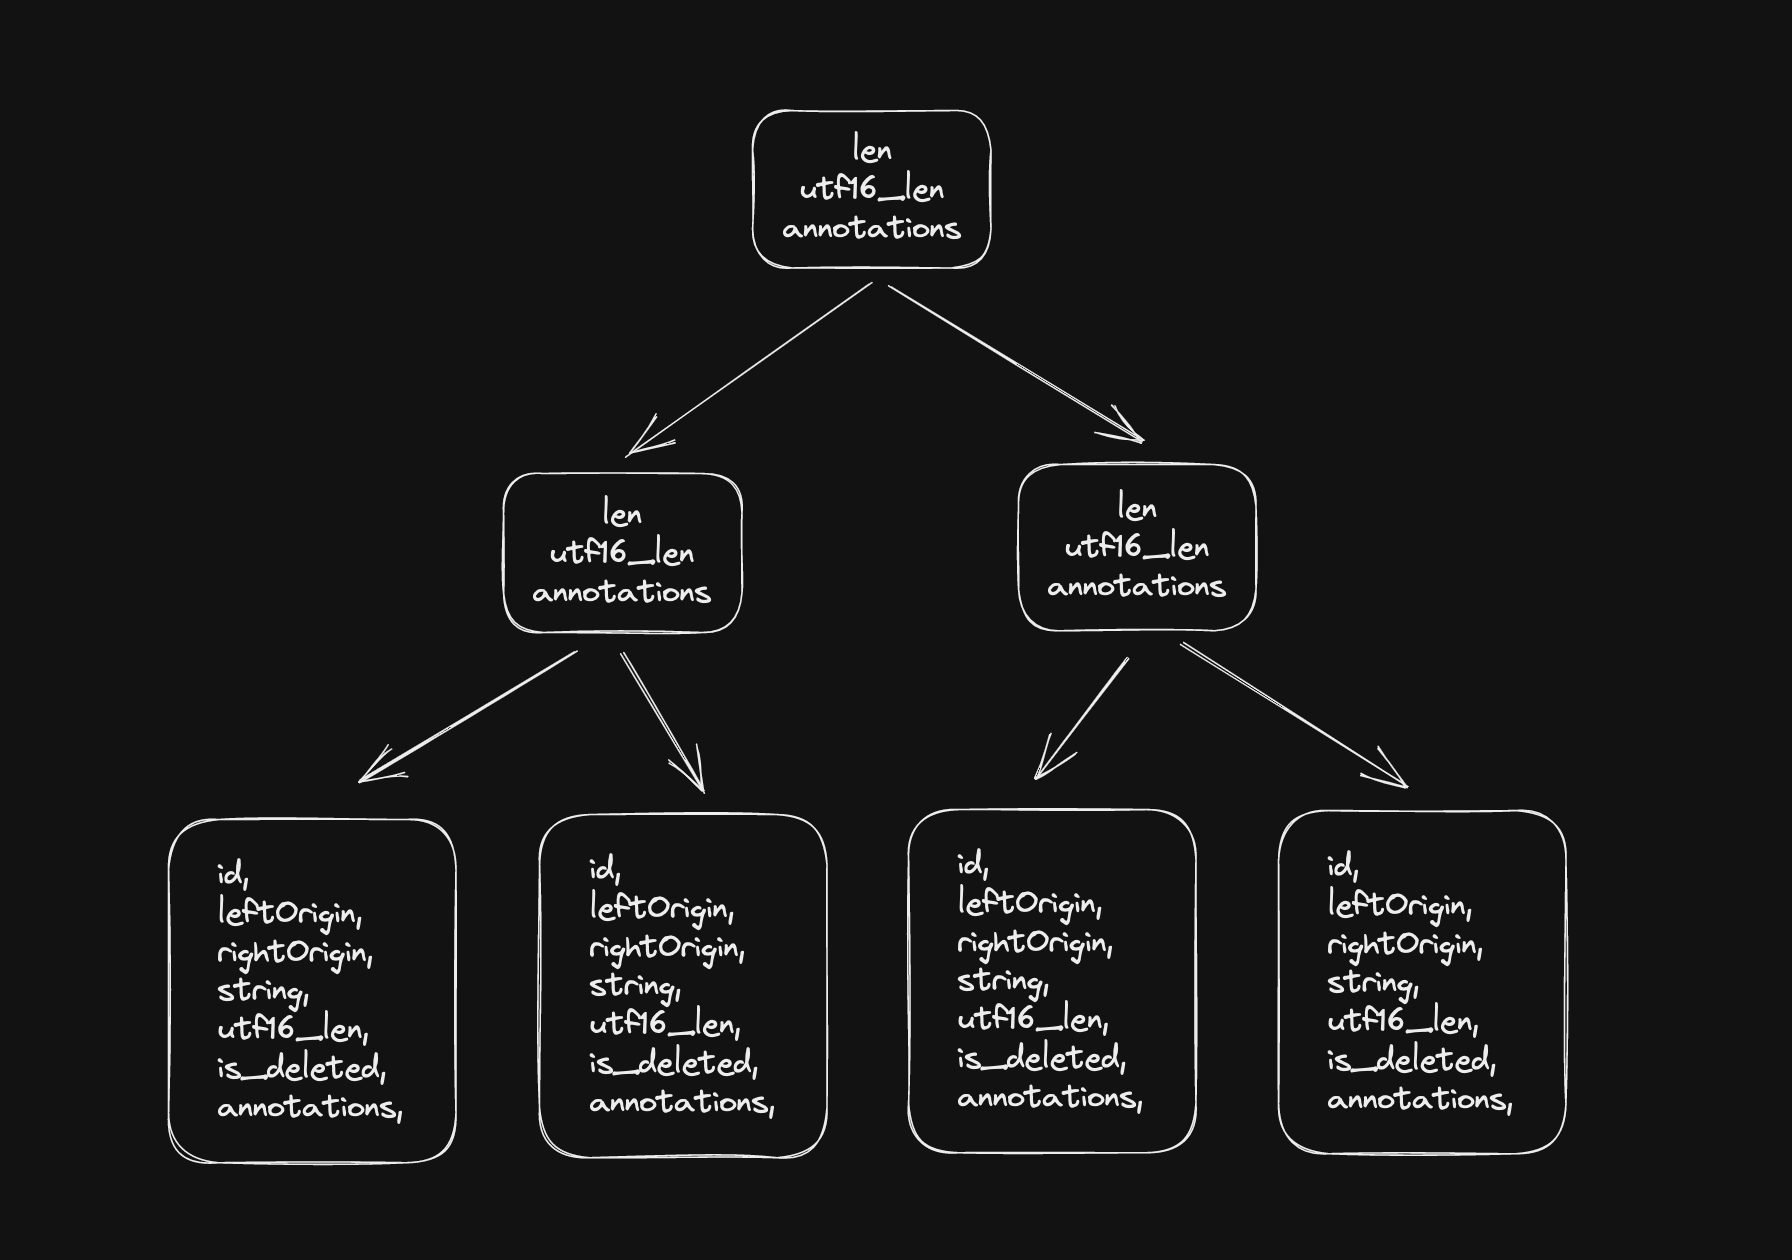 len
utf16_len
annotations
len
utf16_len
annotations
len
utf16_len
annotations
id,
leftOrigin,
rightOrigin,
string,
utf16_len,
is_deleted,
annotations,
id,
leftOrigin,
rightOrigin,
string,
utf16_len,
is_deleted,
annotations,
id,
leftOrigin,
rightOrigin,
string,
utf16_len,
is_deleted,
annotations,
id,
leftOrigin,
rightOrigin,
string,
utf16_len,
is_deleted,
annotations,